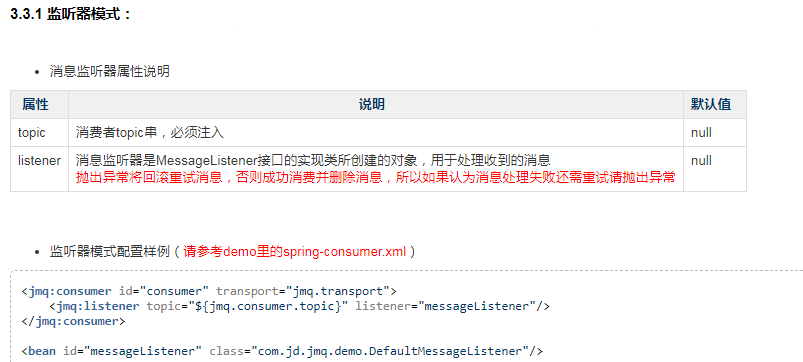 3.3.1 监听器模式：
• 消息监听器属性说明
属性 说明 默认值
topic 消费者topic串，必须注入 null
listener 消息监听器是MessageListener接口的实现类所创建的对象，用于处理收到的消息 null
抛出异常将回滚重试消息，否则成功消费并删除消息，所以如果认为消息处理失败还需重试请抛出异常
• 监听器模式配置样例（请参考demo里的spring-consumer.xml）
<jmq:consumer id="consumer" transport="jmq.transport">
<jmq:listener topic="${jmq.consumer.topic}" listener="messageListener"/>
</jmq:consumer>
<bean id="messageListener" class="com.jd.jmq.demo.DefaultMessageListener"/>